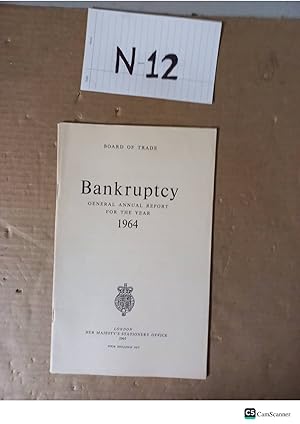 N-12
BOARD OF TRADE
Bankruptcy
GENERAL ANNUAL REPORT
FOR THE YEAR
1964
LONDON
HER MAJESTY'S STATIONERY OFFICE
1965
CS CamScanner